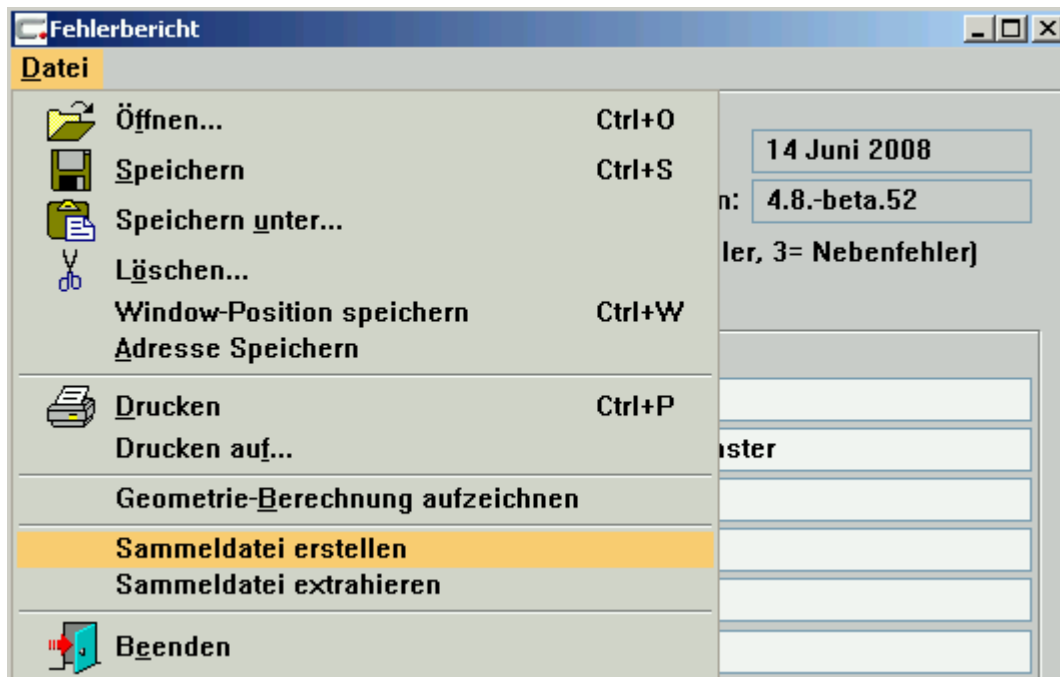 Fehlerbericht
Datei
Öffnen... Ctrl+O
Speichern Ctrl+S
Speichern unter...
Löschen...
Window-Position speichern Ctrl+W
Adresse Speichern
Drucken Ctrl+P
Drucken auf...
Geometrie-Berechnung aufzeichnen
Sammeldatei erstellen
Sammeldatei extrahieren
Beenden
14 Juni 2008
n: 4.8.-beta.52
ler, 3= Nebenfehler)